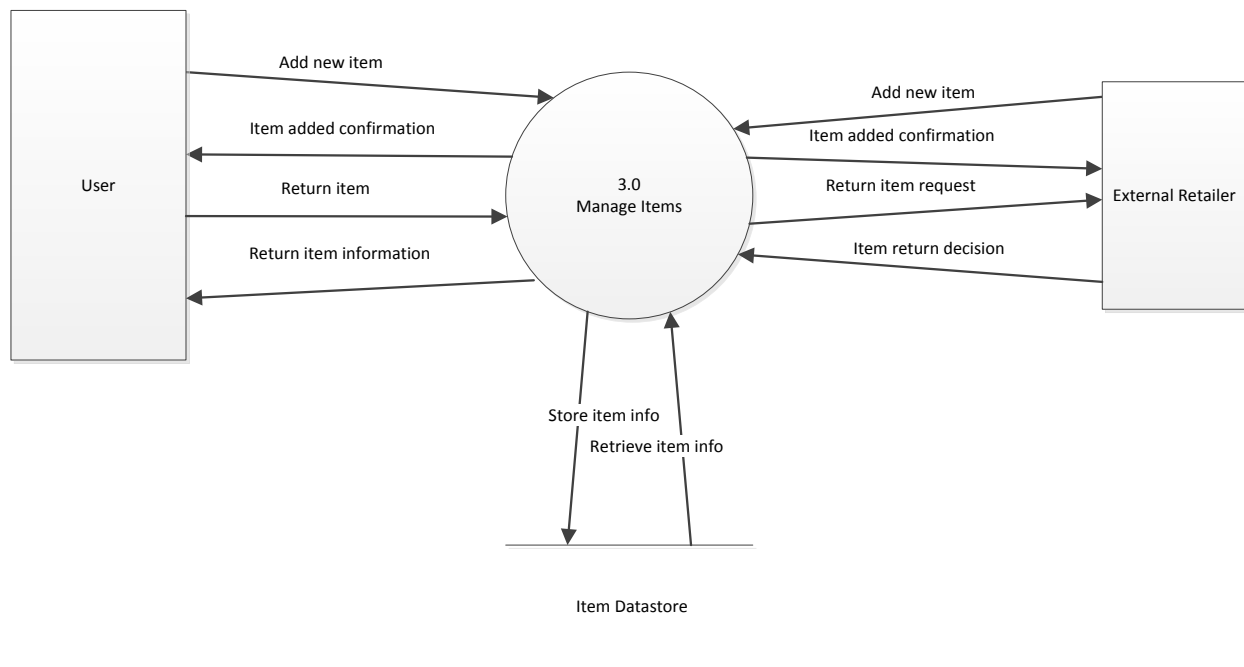 Add new item
Item added confirmation
Return item
Return item information
User
3.0
Manage Items
Add new item
Item added confirmation
Return item request
Item return decision
External Retailer
Store item info
Retrieve item info
Item Datastore